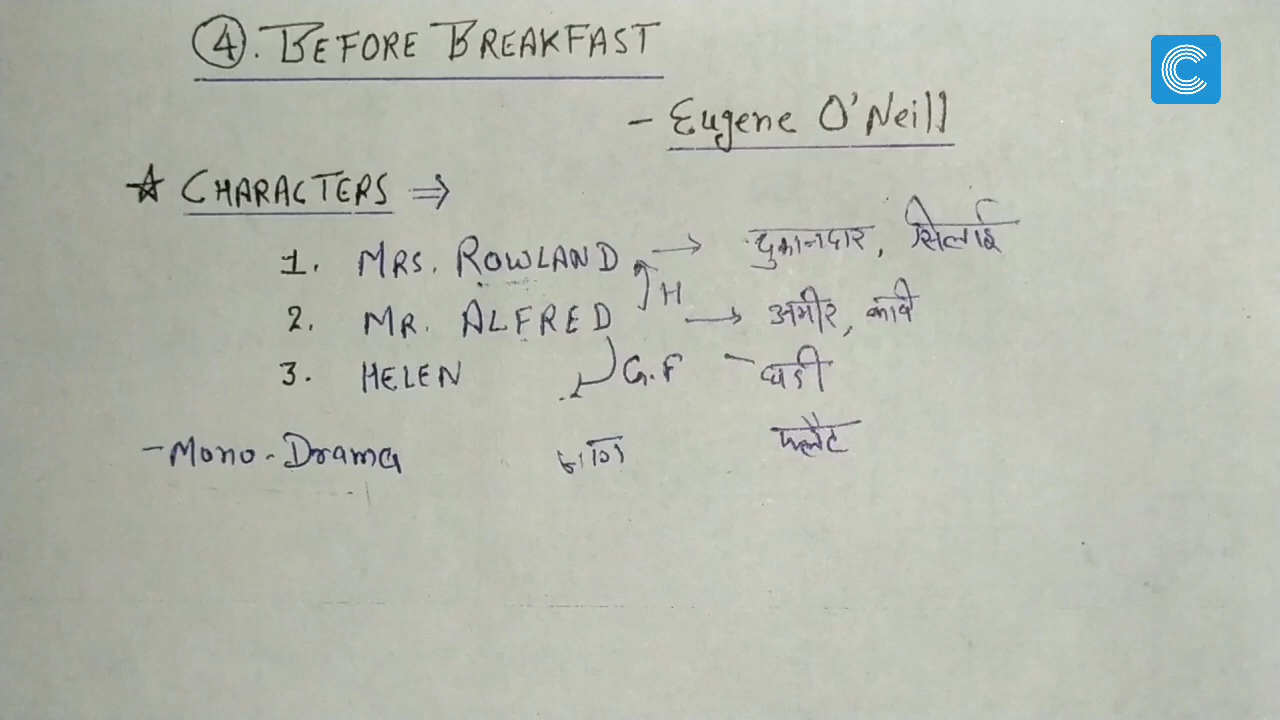 4. BEFORE BREAKFAST
- Eugene O'Neill
☆ CHARACTERS ⇒
1. MRS. ROWLAND → दुकानदार, सिलाई
H
2. MR. ALFRED → अमीर, कवि
3. HELEN G.F - घडी
- Mono-Drama फ्लैट